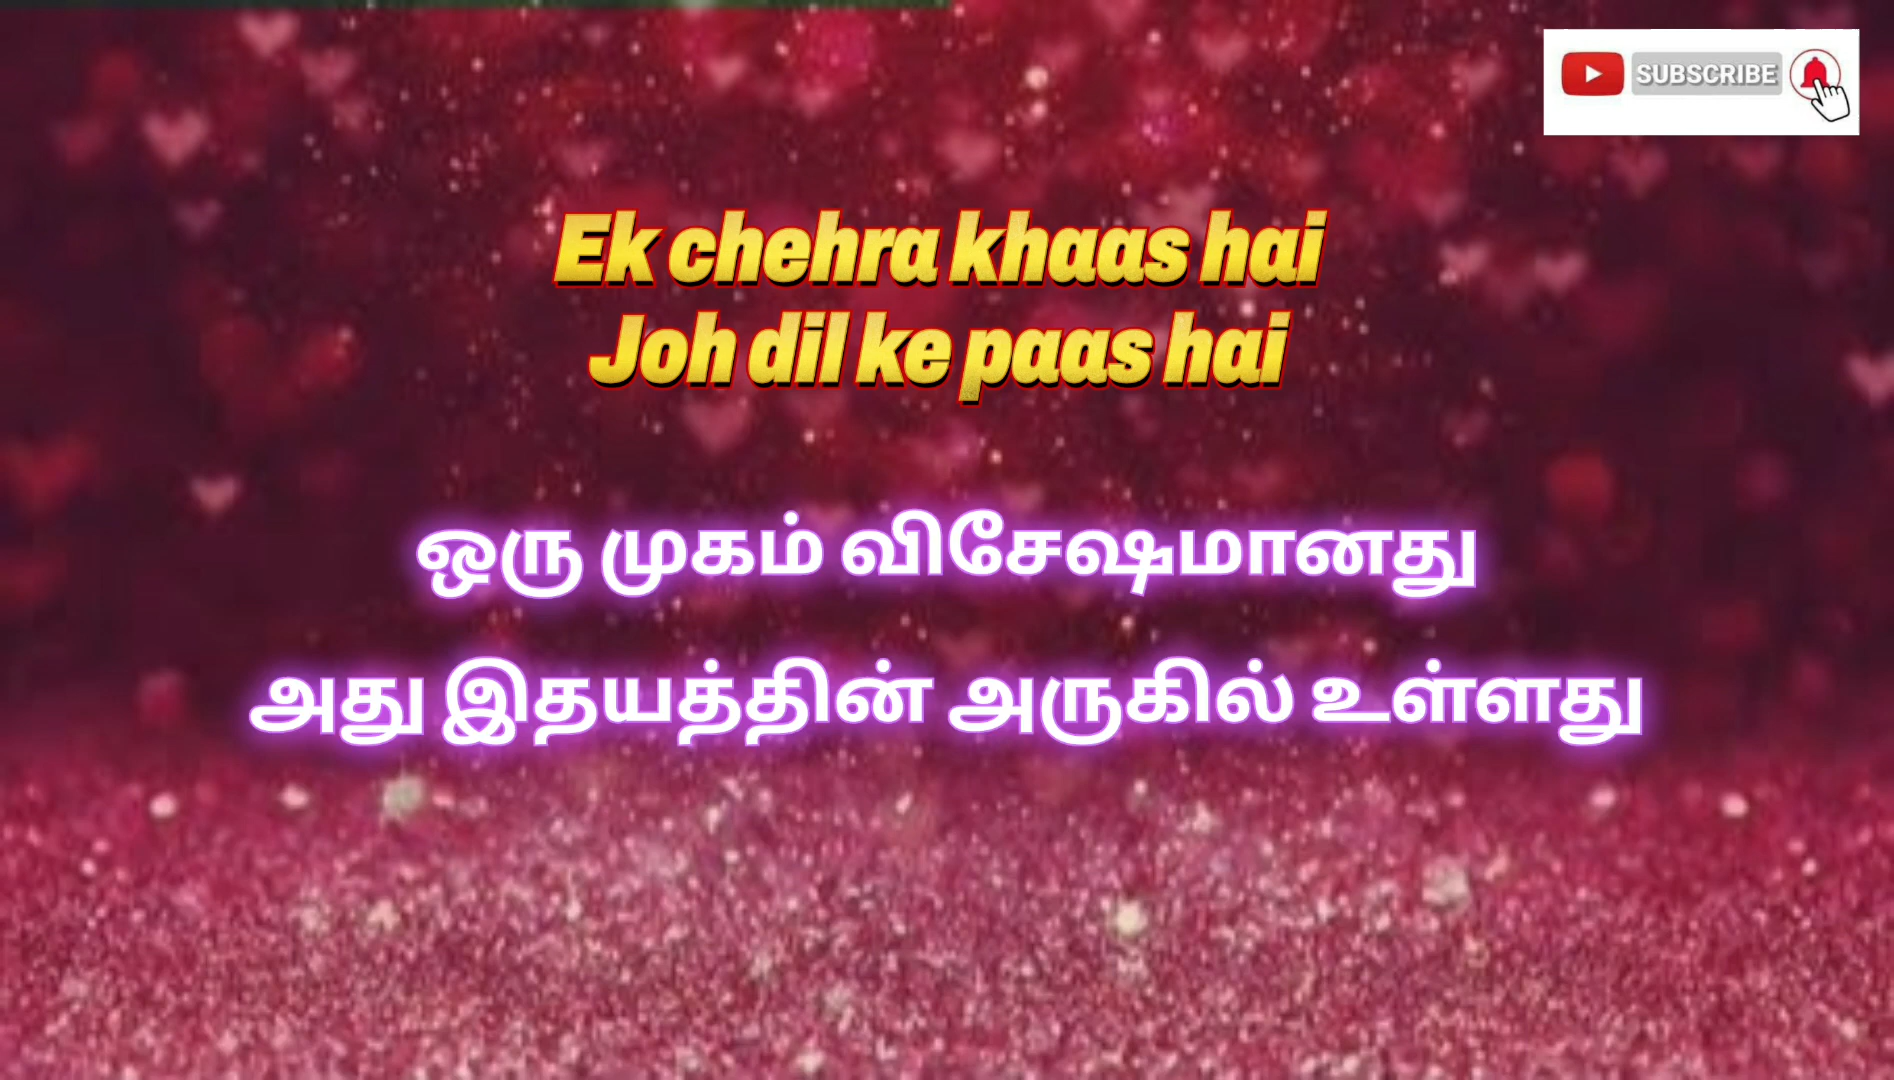 SUBSCRIBE
Ek chehra khaas hai
Joh dil ke paas hai
ஒரு முகம் விசேஷமானது
அது இதயத்தின் அருகில் உள்ளது